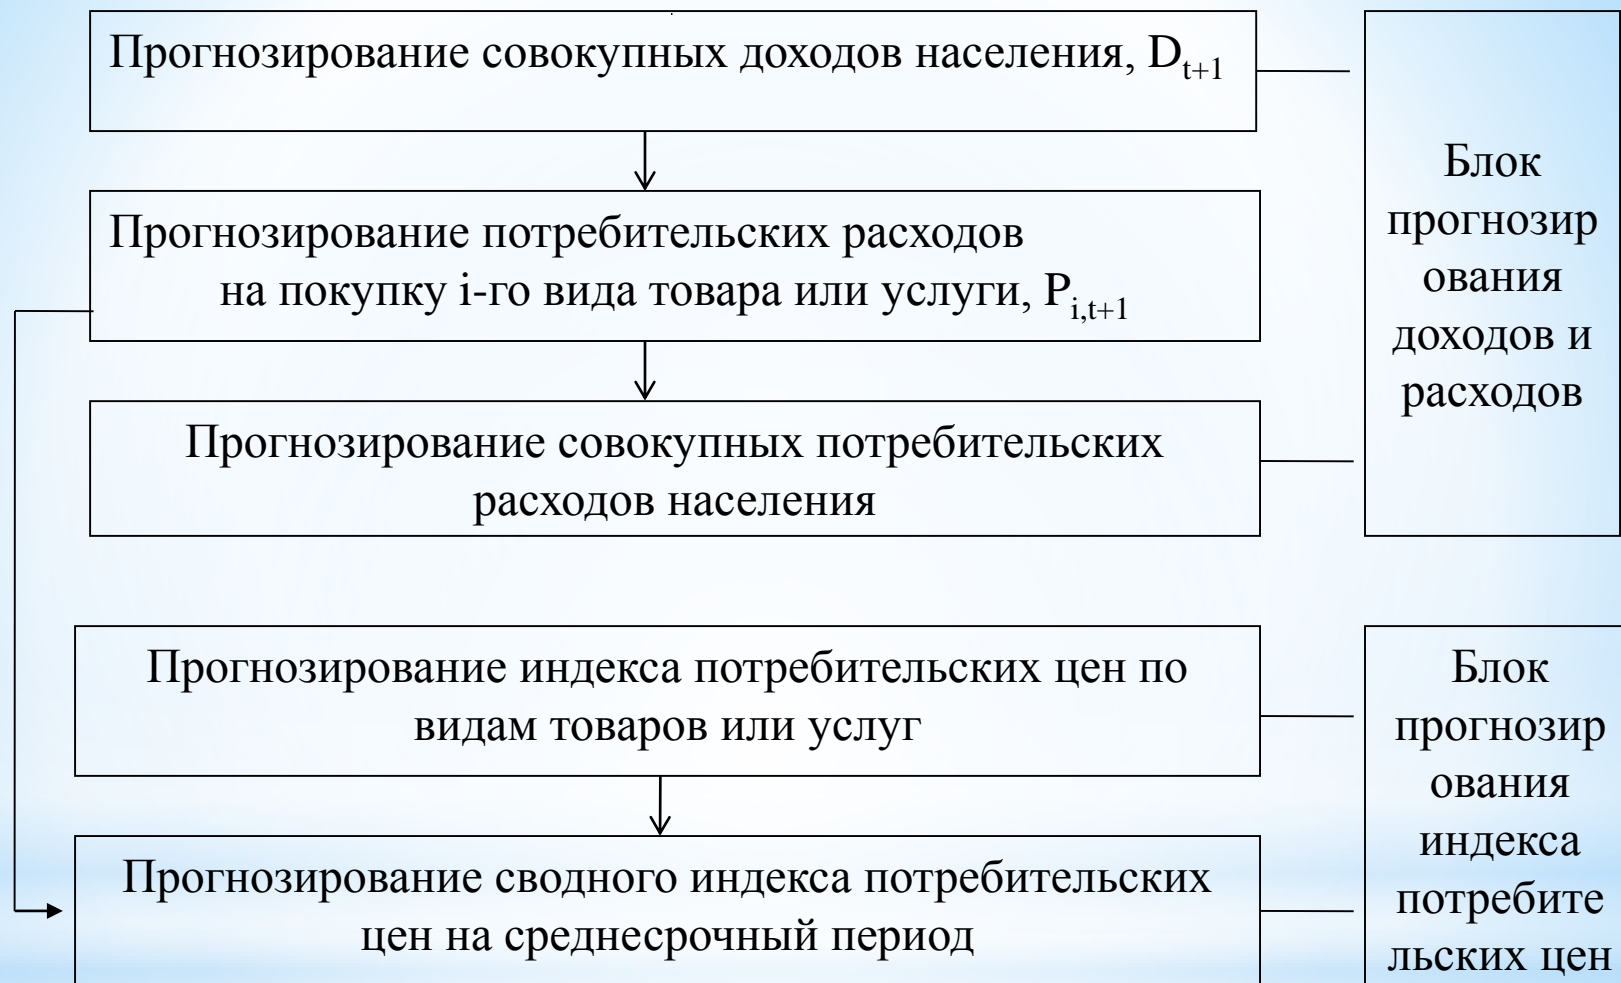 Прогнозирование совокупных доходов населения, D_{t+1}
Прогнозирование потребительских расходов
на покупку i-го вида товара или услуги, P_{i,t+1}
Прогнозирование совокупных потребительских
расходов населения
Блок
прогнозир
ования
доходов и
расходов
Прогнозирование индекса потребительских цен по
видам товаров или услуг
Прогнозирование сводного индекса потребительских
цен на среднесрочный период
Блок
прогнозир
ования
индекса
потребите
льских цен